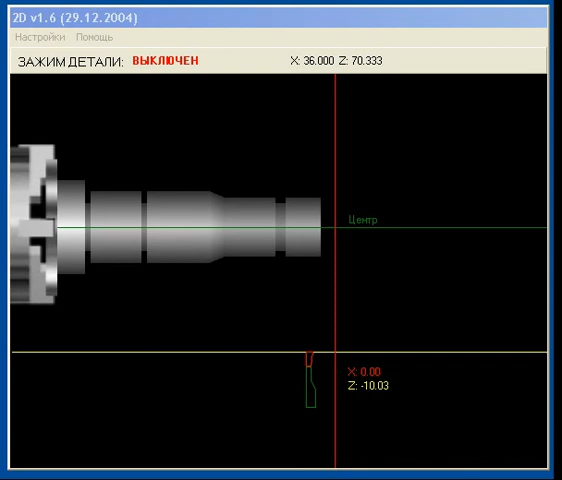 2D v1.6 (29.12.2004)
Настройки Помощь
ЗАЖИМ ДЕТАЛИ: ВЫКЛЮЧЕН X: 36.000 Z: 70.333
Центр
X: 0.00
Z: -10.03